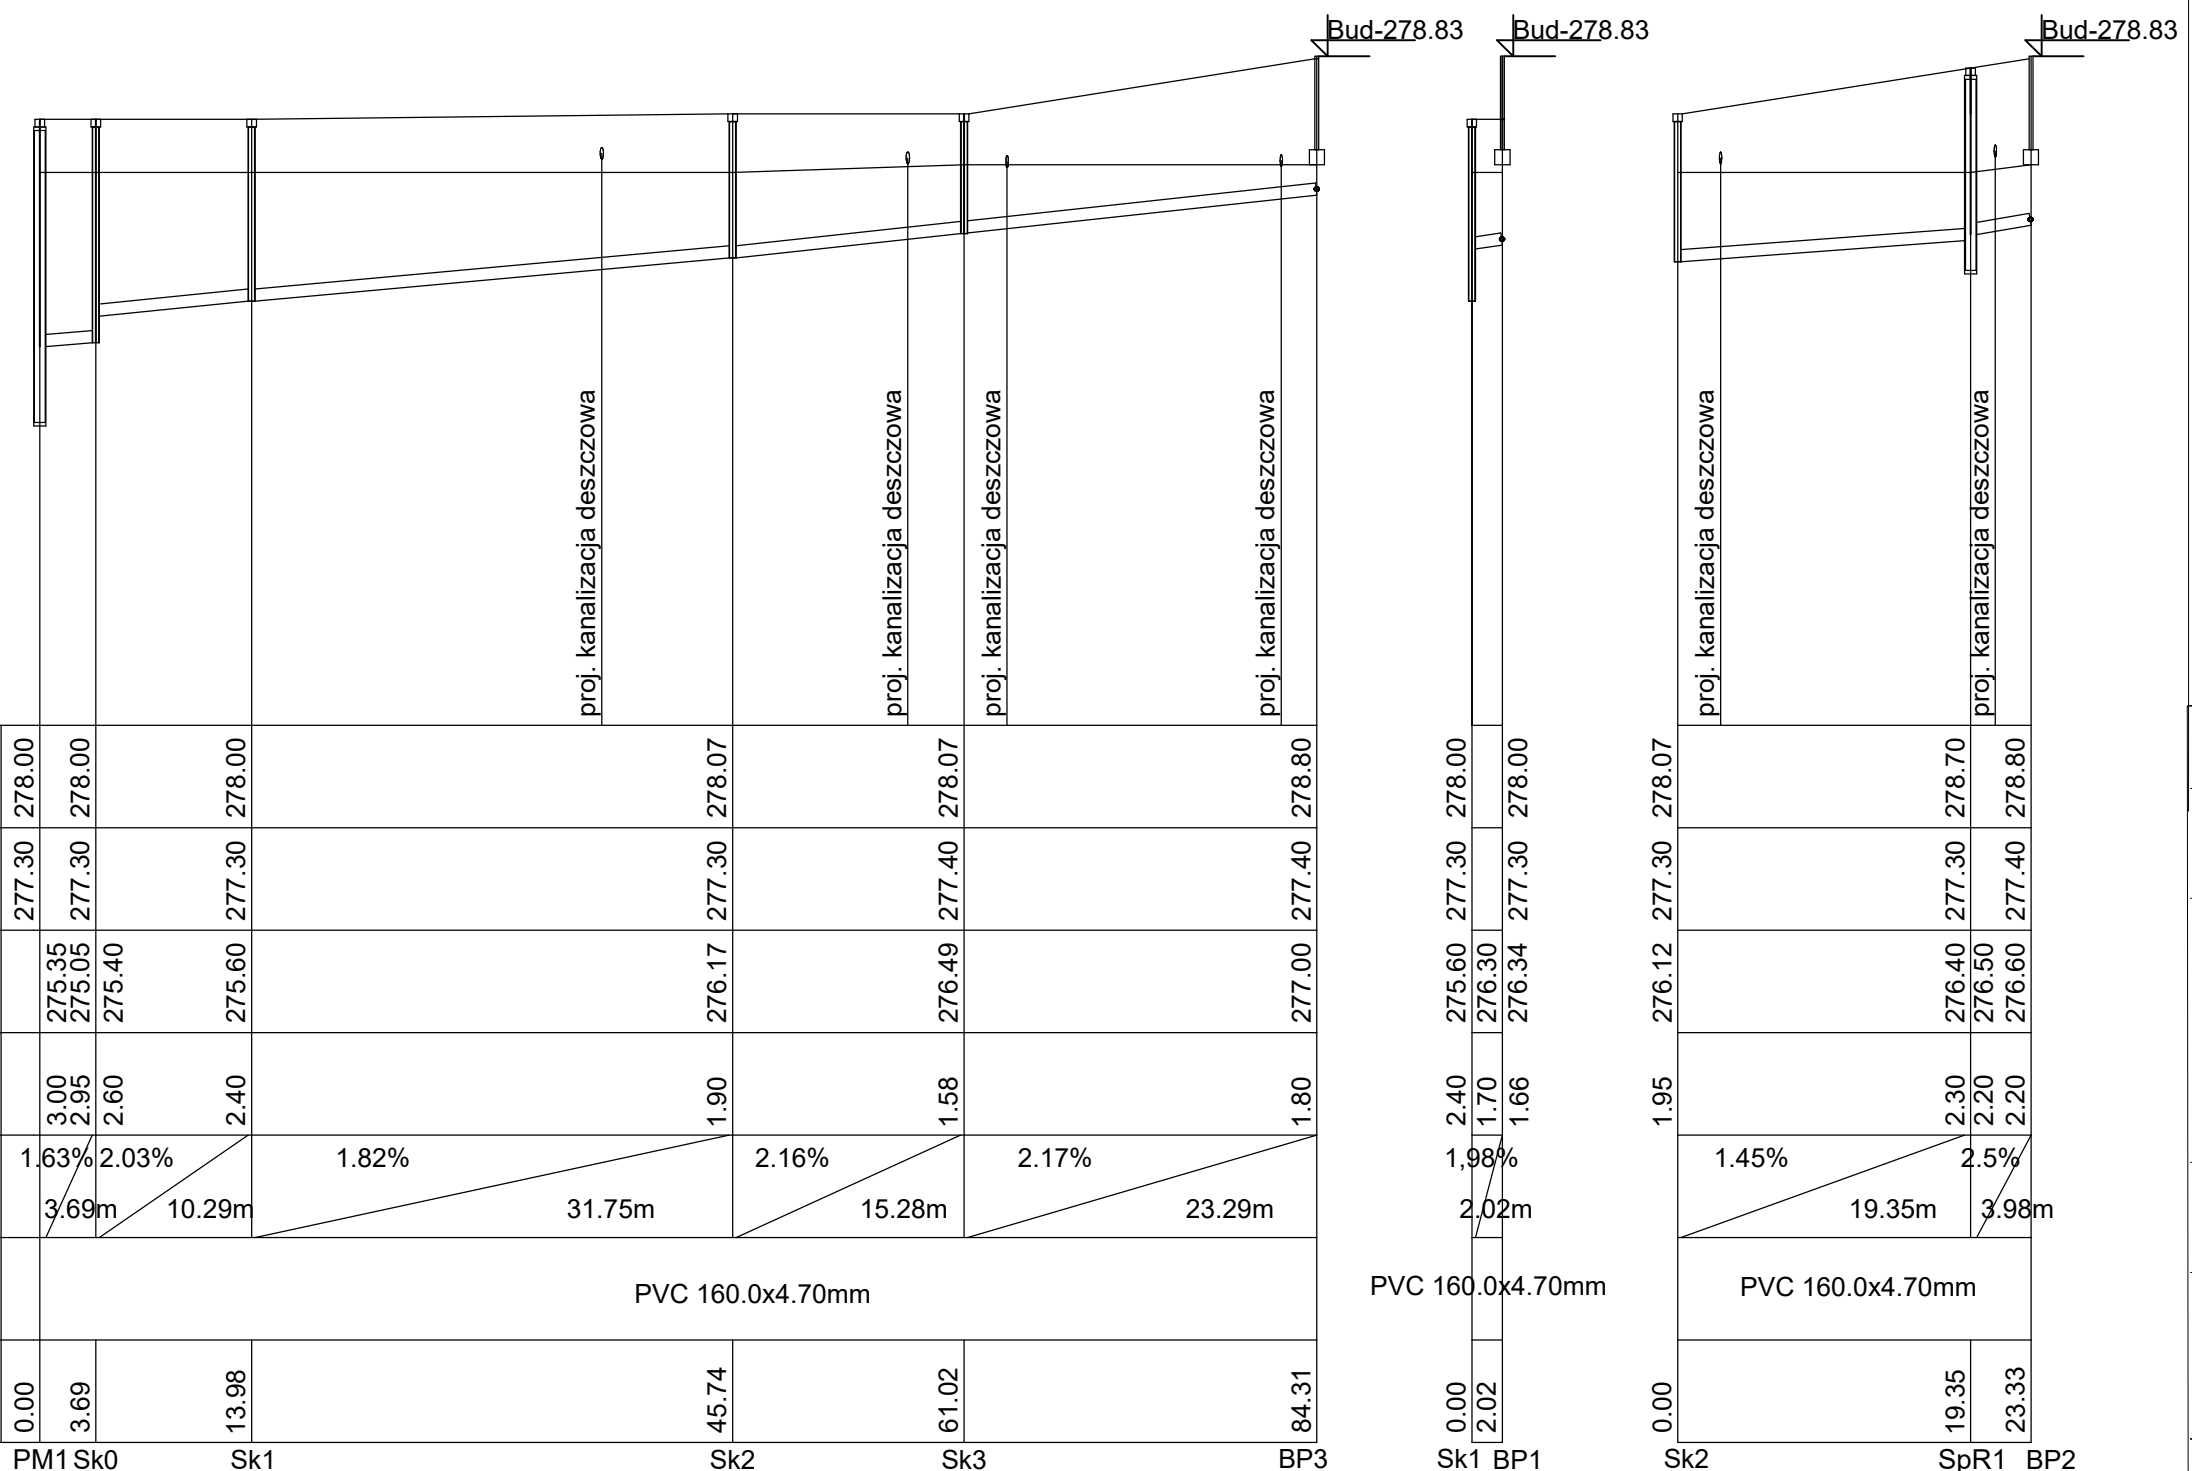 Bud-278.83 Bud-278.83 Bud-278.83
proj. kanalizacja deszczowa
proj. kanalizacja deszczowa
proj. kanalizacja deszczowa
proj. kanalizacja deszczowa
proj. kanalizacja deszczowa
proj. kanalizacja deszczowa
278.00 278.00 278.00 278.07 278.07 278.80 278.00 278.00 278.07 278.70 278.80
277.30 277.30 277.30 277.30 277.40 277.40 277.30 277.30 277.30 277.30 277.40
275.35 275.05 275.40 275.60 276.17 276.49 277.00 275.60 276.30 276.34 276.12 276.40 276.50 276.60
3.00 2.95 2.60 2.40 1.90 1.58 1.80 2.40 1.70 1.66 1.95 2.30 2.20 2.20
1.63% 2.03% 1.82% 2.16% 2.17% 1,98% 1.45% 2.5%
3.69m 10.29m 31.75m 15.28m 23.29m 2.02m 19.35m 3.98m
PVC 160.0x4.70mm PVC 160.0x4.70mm PVC 160.0x4.70mm
0.00 3.69 13.98 45.74 61.02 84.31 0.00 2.02 0.00 19.35 23.33
PM1 Sk0 Sk1 Sk2 Sk3 BP3 Sk1 BP1 Sk2 SpR1 BP2